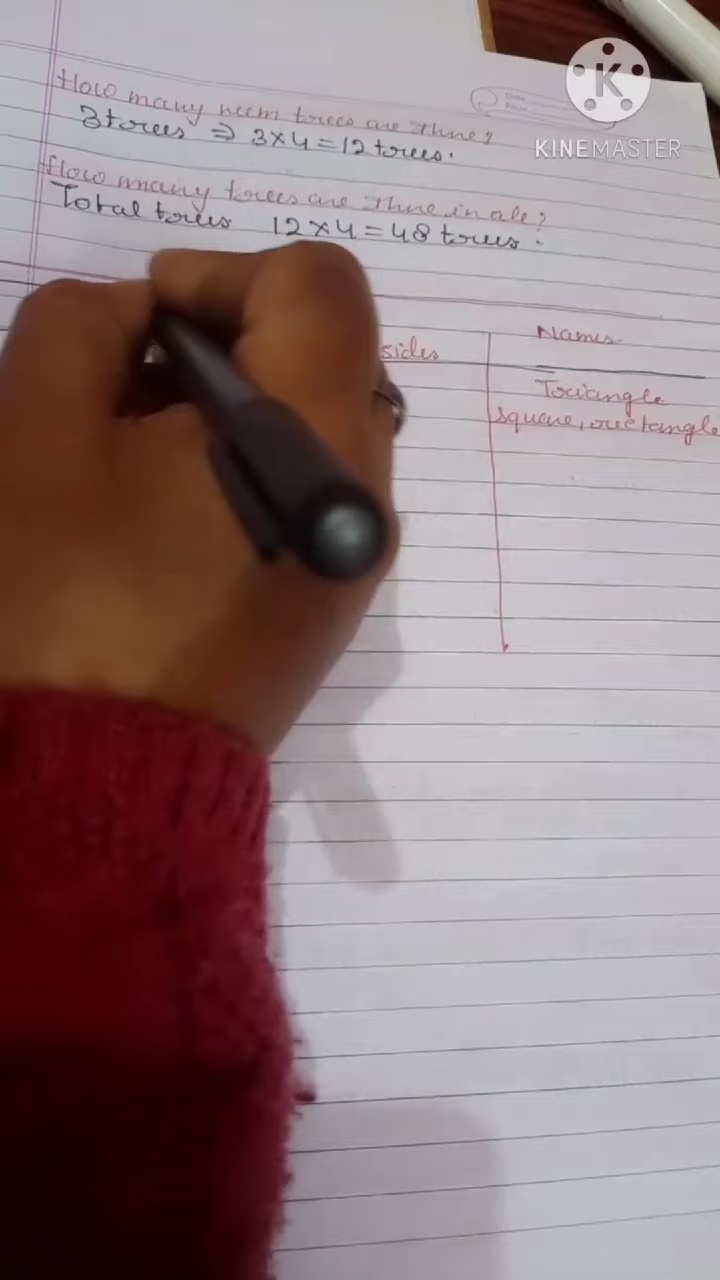 How many neem trees are there?
3 trees ⇒ 3×4=12 trees.
How many trees are there in all?
Total trees 12×4=48 trees.
sides
Names
Triangle
square, rectangle
K
KINEMASTER